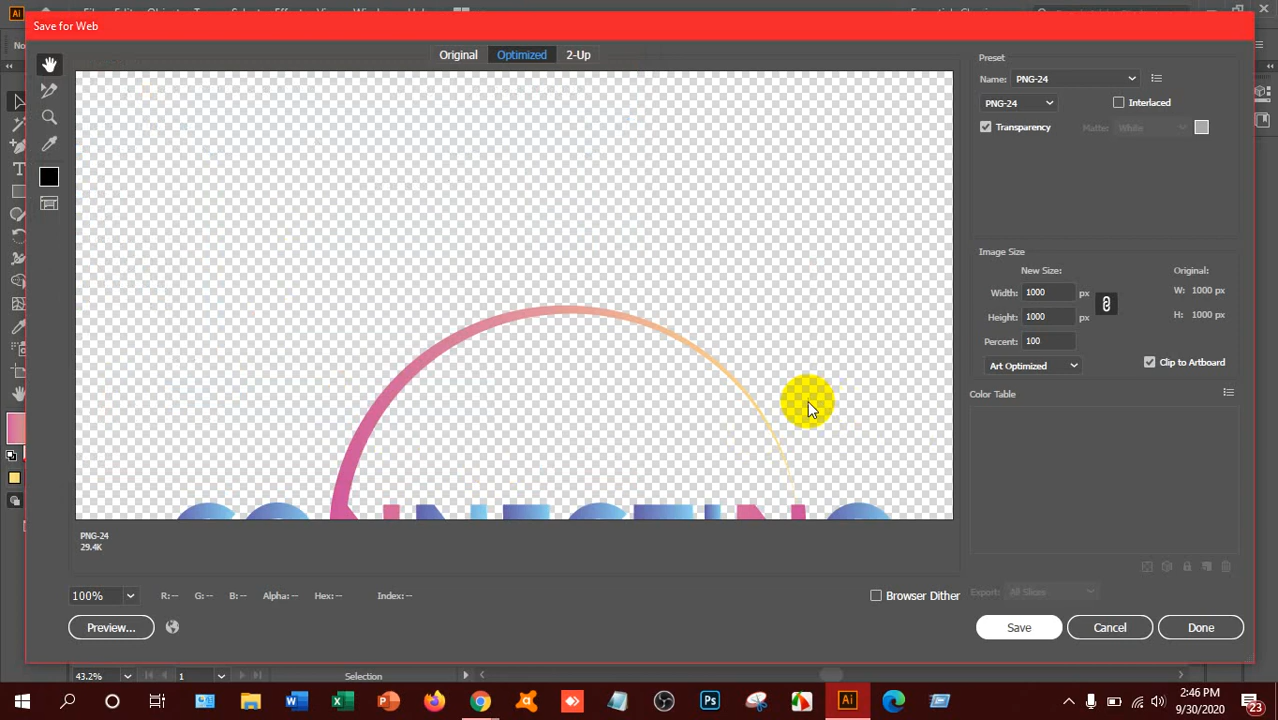 Save for Web
Original Optimized 2-Up
Preset
Name: PNG-24
PNG-24 Interlaced
Transparency Matte: White
Image Size
New Size: Original:
Width: 1000 px W: 1000 px
Height: 1000 px H: 1000 px
Percent: 100
Art Optimized Clip to Artboard
Color Table
PNG-24
29.4K
100% R: -- G: -- B: -- Alpha: -- Hex: -- Index: --
Browser Dither
Export: All Slices
Preview... Save Cancel Done
43.2% 1 Selection
2:46 PM
9/30/2020
23